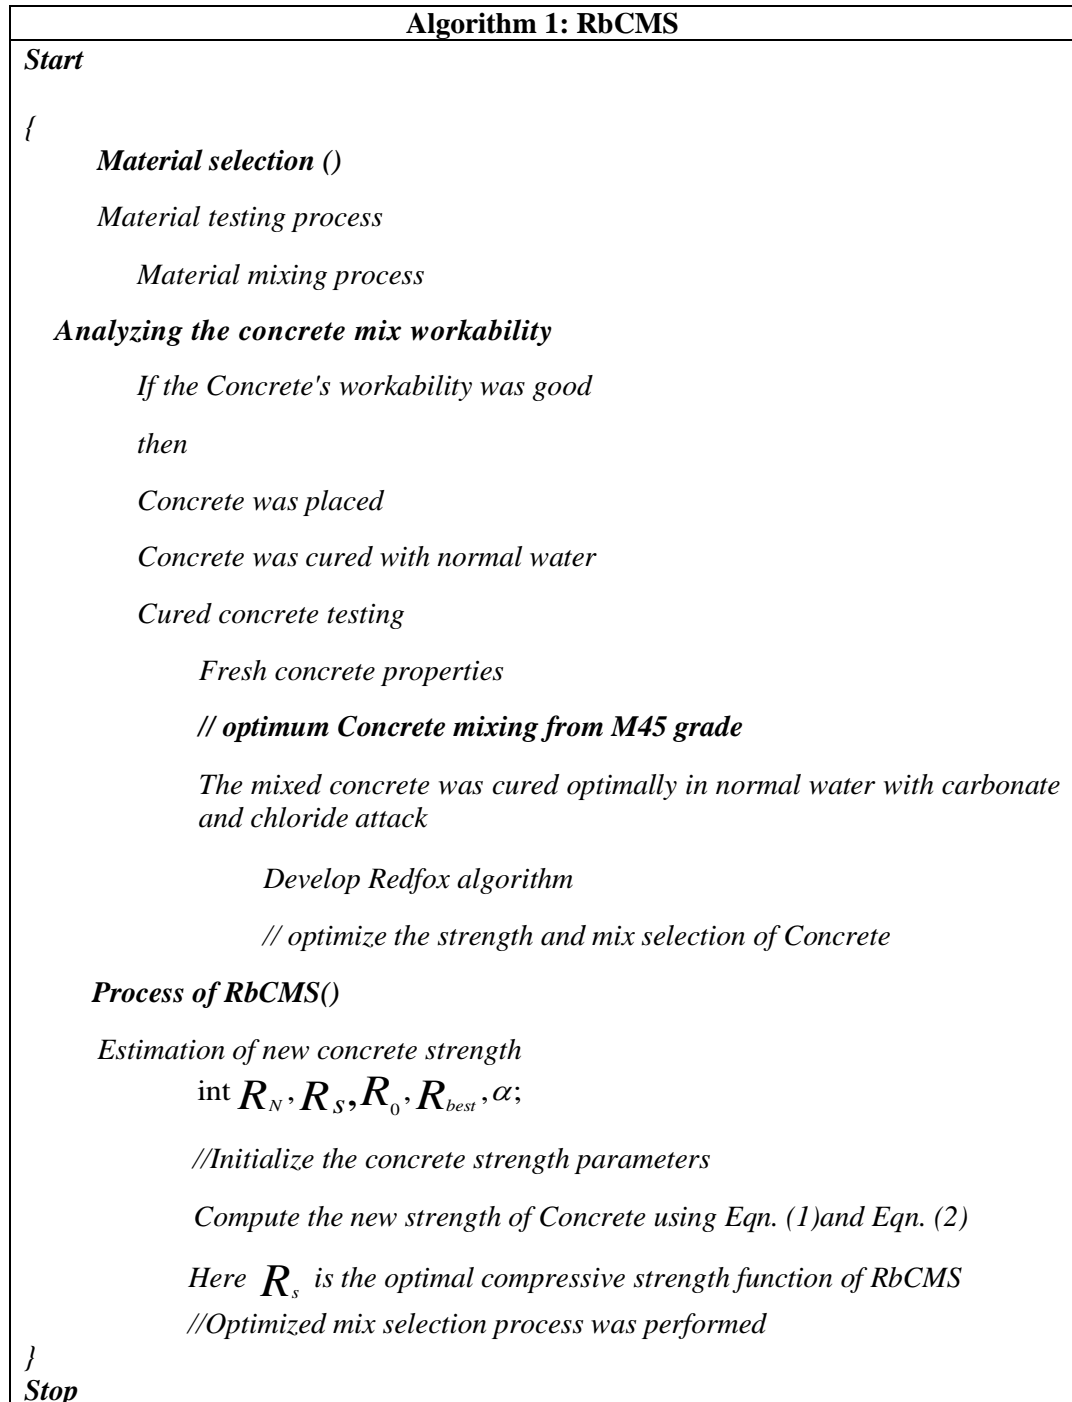 Algorithm 1: RbCMS
Start
{
Material selection ()
Material testing process
Material mixing process
Analyzing the concrete mix workability
If the Concrete's workability was good
then
Concrete was placed
Concrete was cured with normal water
Cured concrete testing
Fresh concrete properties
// optimum Concrete mixing from M45 grade
The mixed concrete was cured optimally in normal water with carbonate
and chloride attack
Develop Redfox algorithm
// optimize the strength and mix selection of Concrete
Process of RbCMS()
Estimation of new concrete strength
int R_N, R_S, R_0, R_best, α;
//Initialize the concrete strength parameters
Compute the new strength of Concrete using Eqn. (1)and Eqn. (2)
Here R_s is the optimal compressive strength function of RbCMS
//Optimized mix selection process was performed
}
Stop